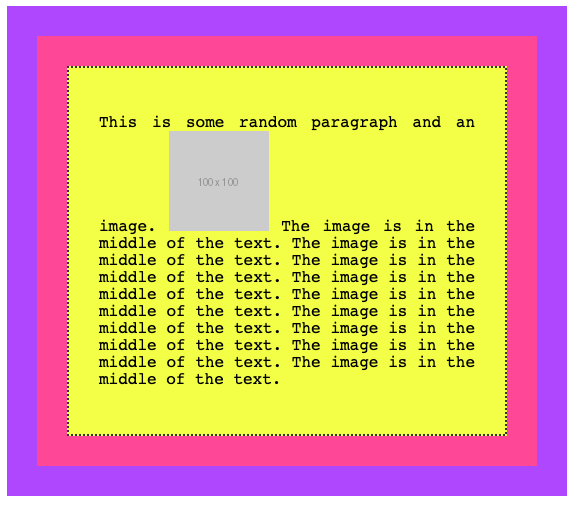 This is some random paragraph and an
100 x 100
image. The image is in the
middle of the text. The image is in the
middle of the text. The image is in the
middle of the text. The image is in the
middle of the text. The image is in the
middle of the text. The image is in the
middle of the text. The image is in the
middle of the text. The image is in the
middle of the text. The image is in the
middle of the text.